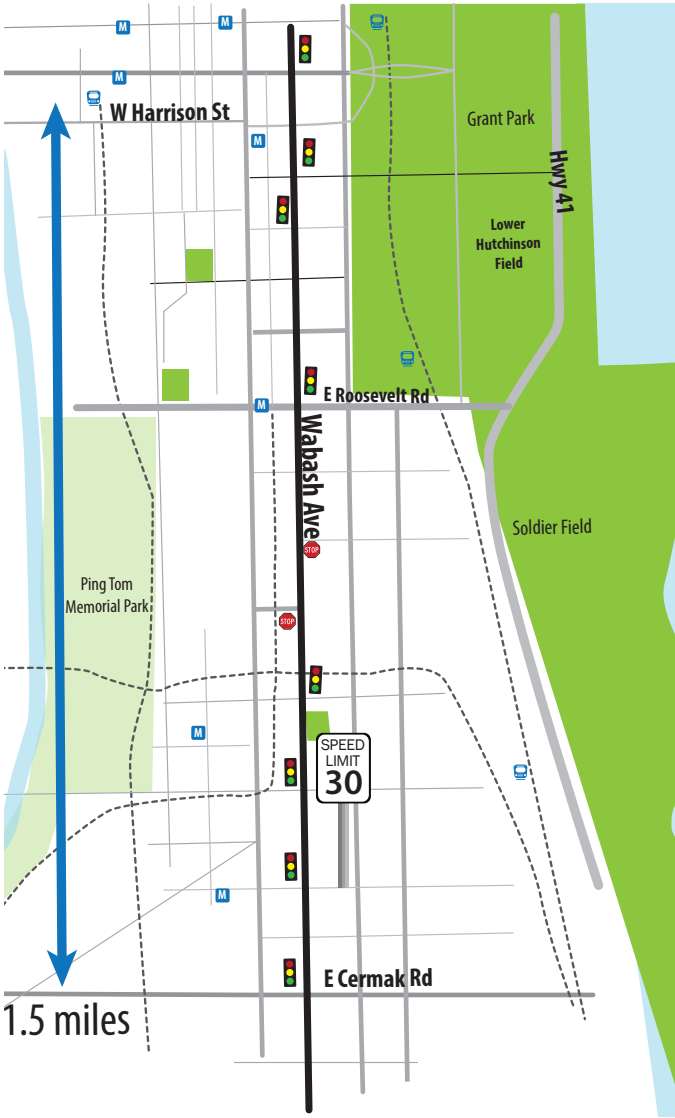 M
M
M
W Harrison St
M
Grant Park
Hwy 41
Lower
Hutchinson
Field
E Roosevelt Rd
M
Wabash Ave
STOP
Soldier Field
Ping Tom
Memorial Park
STOP
M
SPEED
LIMIT
30
M
E Cermak Rd
1.5 miles